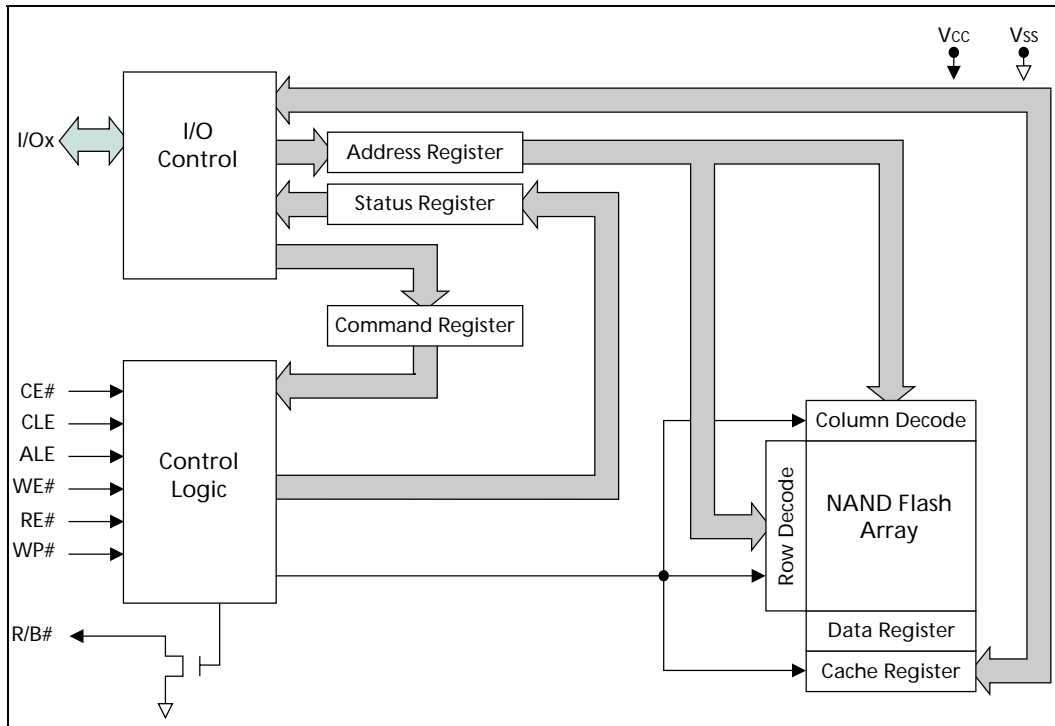 VCC
VSS
I/Ox
I/O
Control
Address Register
Status Register
Command Register
CE#
CLE
ALE
WE#
RE#
WP#
Control
Logic
Column Decode
Row Decode
NAND Flash
Array
R/B#
Data Register
Cache Register